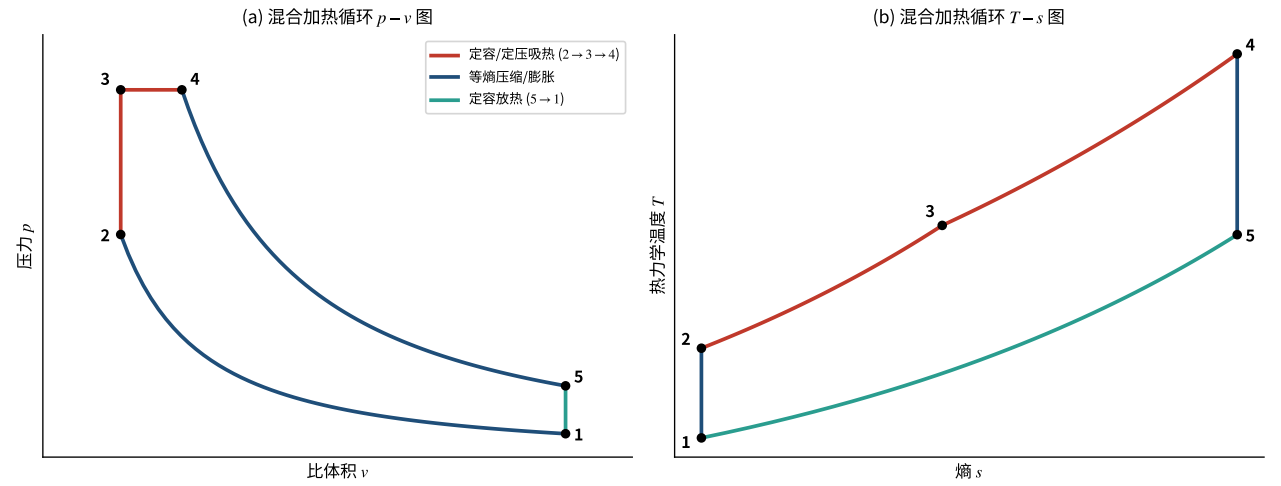 (a) 混合加热循环 p − v 图
3
4
2
5
1
定容/定压吸热 (2→3→4)
等熵压缩/膨胀
定容放热 (5→1)
压力 p
比体积 v
(b) 混合加热循环 T − s 图
4
3
5
2
1
热力学温度 T
熵 s